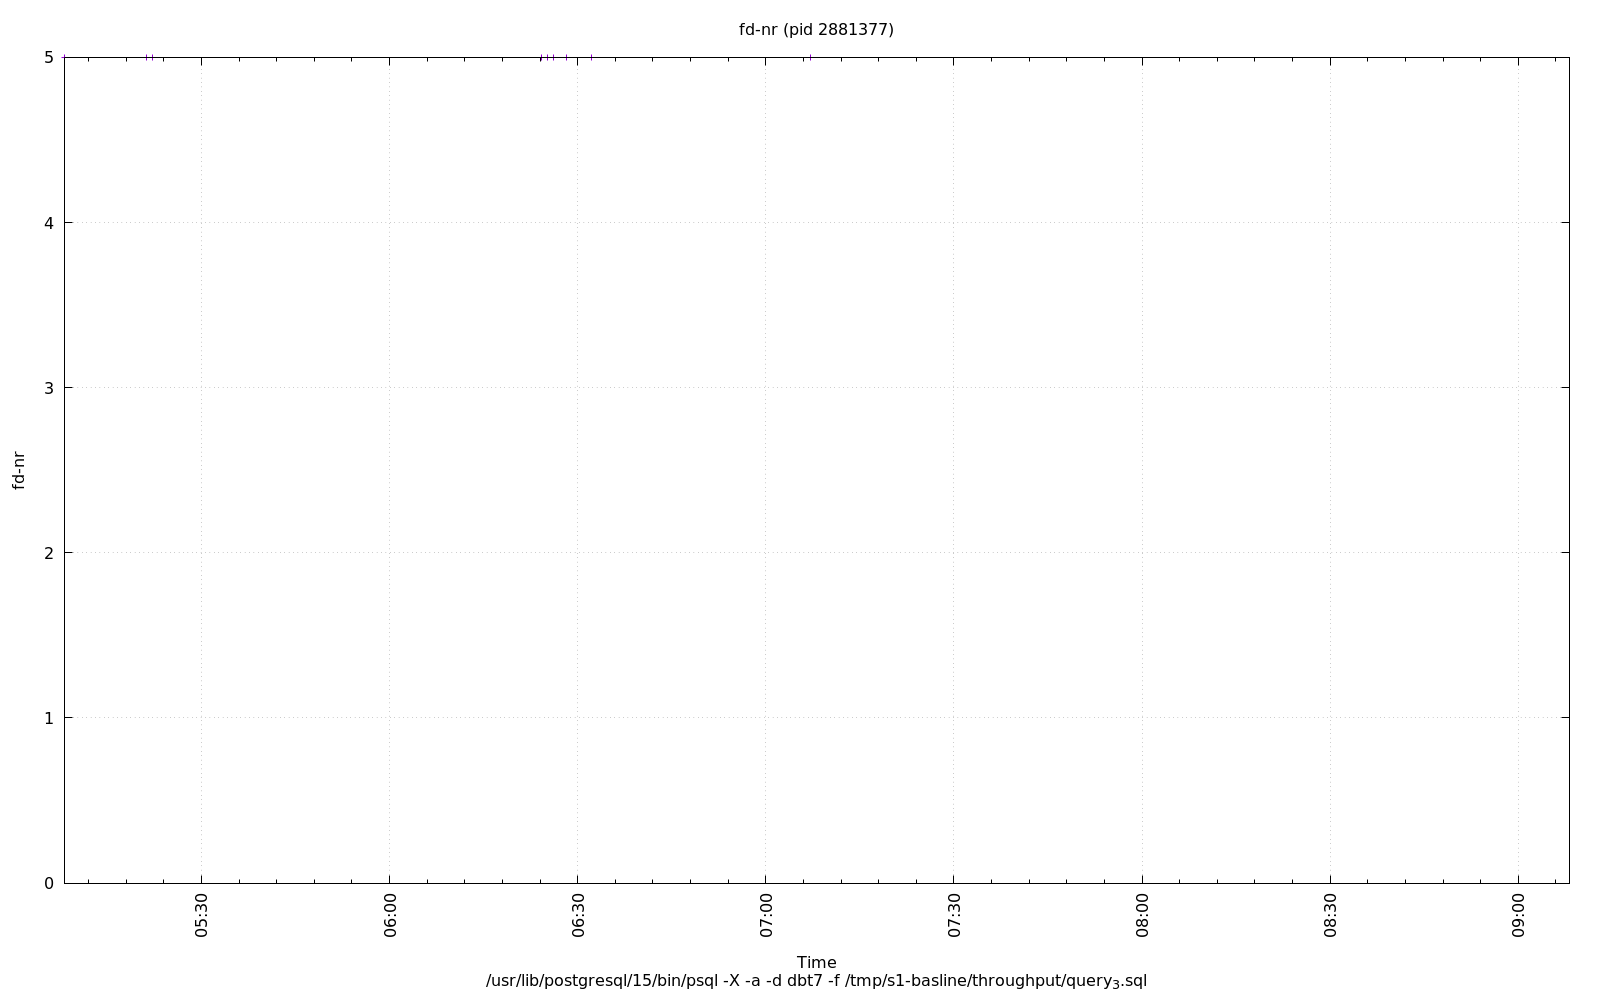 fd-nr (pid 2881377)
5
4
3
2
1
0
fd-nr
05:30 06:00 06:30 07:00 07:30 08:00 08:30 09:00
Time
/usr/lib/postgresql/15/bin/psql -X -a -d dbt7 -f /tmp/s1-basline/throughput/query₃.sql